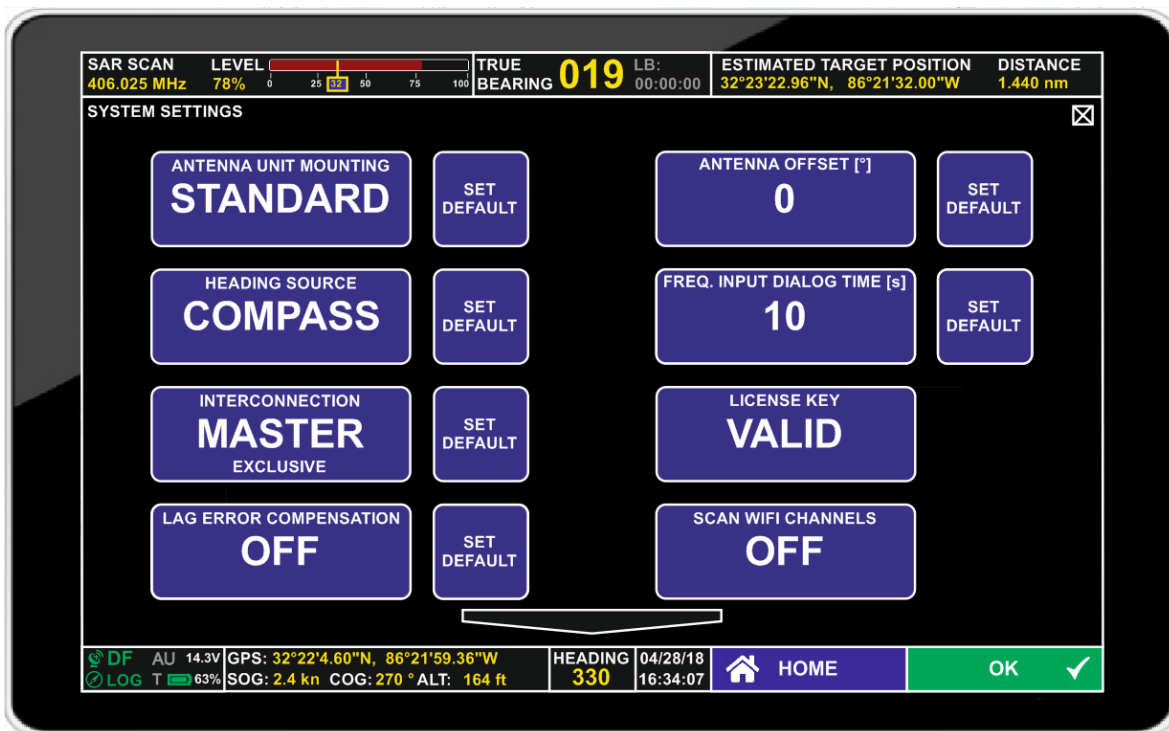 SAR SCAN LEVEL TRUE LB: ESTIMATED TARGET POSITION DISTANCE
406.025 MHz 78% 0 25 32 50 75 100 BEARING 019 00:00:00 32°23'22.96"N, 86°21'32.00"W 1.440 nm
SYSTEM SETTINGS
ANTENNA UNIT MOUNTING
STANDARD
SET
DEFAULT
ANTENNA OFFSET [°]
0
SET
DEFAULT
HEADING SOURCE
COMPASS
SET
DEFAULT
FREQ. INPUT DIALOG TIME [s]
10
SET
DEFAULT
INTERCONNECTION
MASTER
EXCLUSIVE
SET
DEFAULT
LICENSE KEY
VALID
LAG ERROR COMPENSATION
OFF
SET
DEFAULT
SCAN WIFI CHANNELS
OFF
DF AU 14.3V GPS: 32°22'4.60"N, 86°21'59.36"W HEADING 04/28/18 HOME OK
LOG T 63% SOG: 2.4 kn COG: 270 ° ALT: 164 ft 330 16:34:07